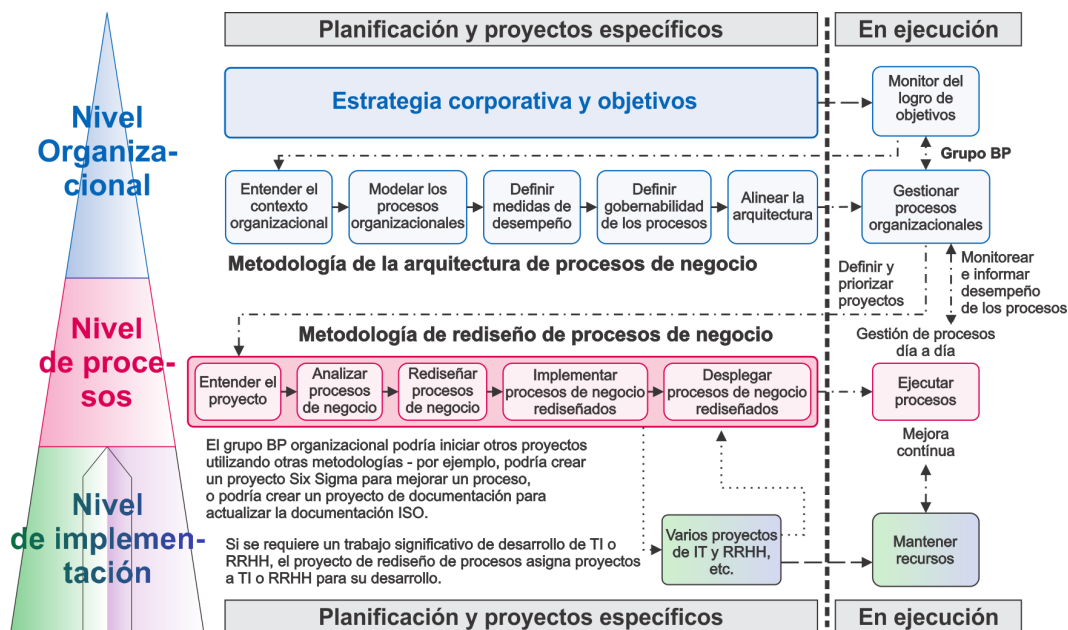 Planificación y proyectos específicos
En ejecución
Nivel
Organiza-
cional
Estrategia corporativa y objetivos
Monitor del
logro de
objetivos
Grupo BP
Entender el
contexto
organizacional
Modelar los
procesos
organizacionales
Definir
medidas de
desempeño
Definir
gobernabilidad
de los procesos
Alinear la
arquitectura
Gestionar
procesos
organizacionales
Metodología de la arquitectura de procesos de negocio
Definir y
priorizar
proyectos
Monitorear
e informar
desempeño
de los procesos
Nivel
de proce-
sos
Metodología de rediseño de procesos de negocio
Gestión de procesos
día a día
Entender el
proyecto
Analizar
procesos
de negocio
Rediseñar
procesos
de negocio
Implementar
procesos de negocio
rediseñados
Desplegar
procesos de negocio
rediseñados
Ejecutar
procesos
Mejora
contínua
El grupo BP organizacional podría iniciar otros proyectos
utilizando otras metodologías - por ejemplo, podría crear
un proyecto Six Sigma para mejorar un proceso,
o podría crear un proyecto de documentación para
actualizar la documentación ISO.
Nivel
de implemen-
tación
Si se requiere un trabajo significativo de desarrollo de TI o
RRHH, el proyecto de rediseño de procesos asigna proyectos
a TI o RRHH para su desarrollo.
Varios proyectos
de IT y RRHH,
etc.
Mantener
recursos
Planificación y proyectos específicos
En ejecución